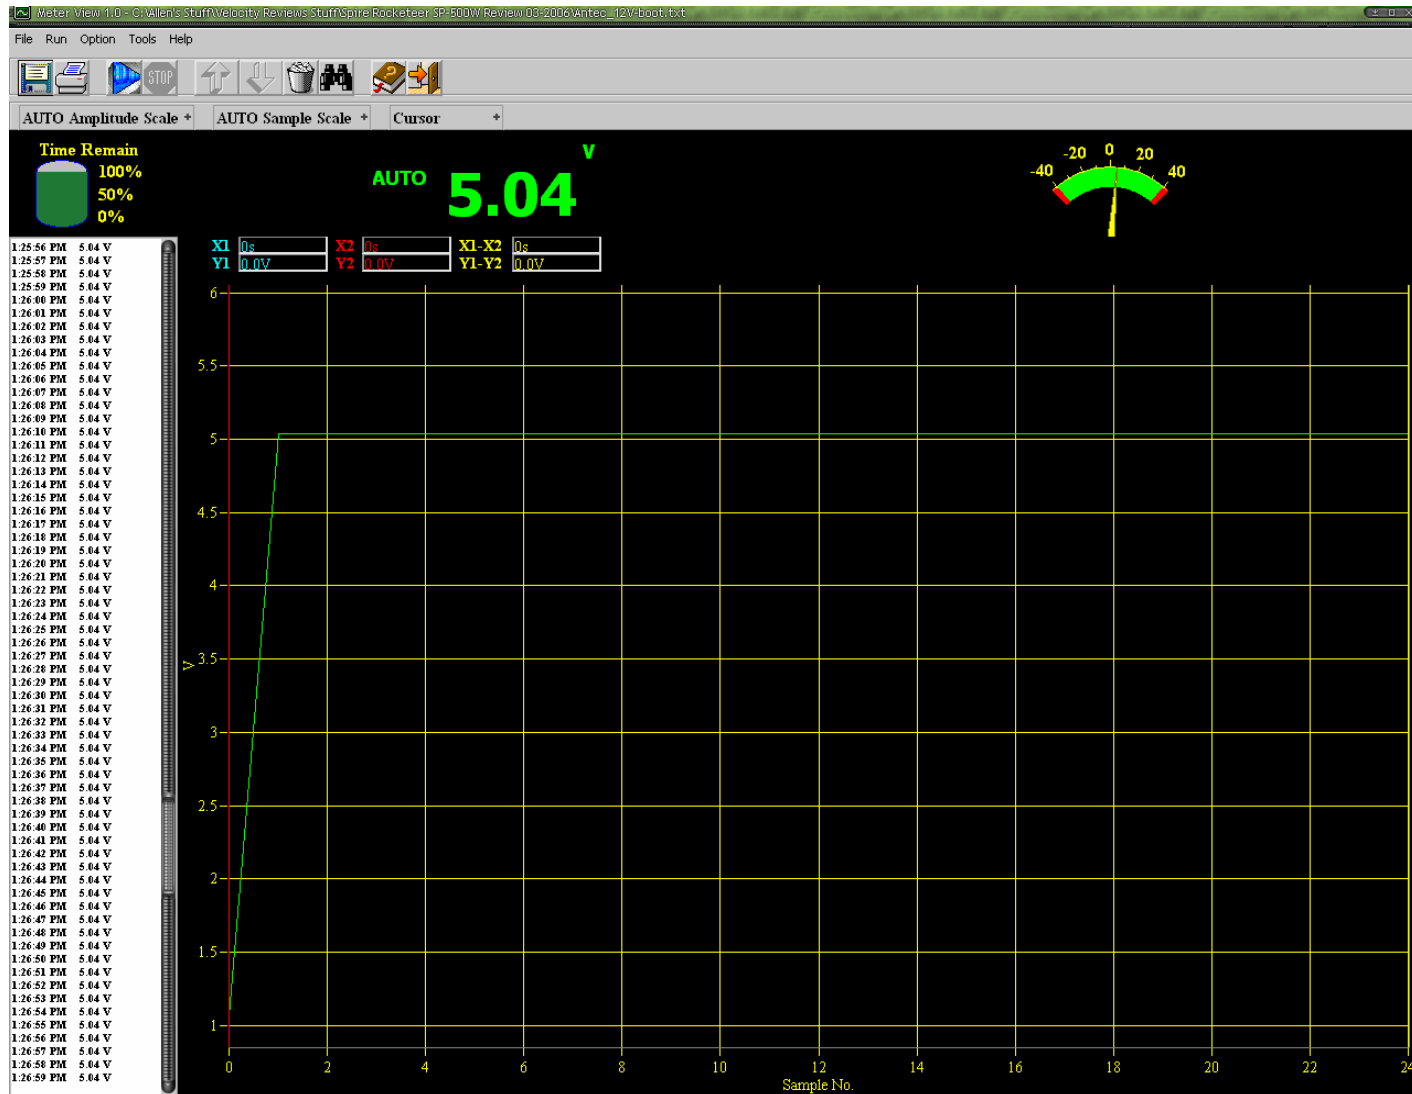 Meter View 1.0 - C:\Allen's Stuff\Velocity Reviews Stuff\Spire Rocketeer SP-500W Review 03-2006\Antec_12V-boot.txt
File Run Option Tools Help
STOP
AUTO Amplitude Scale + AUTO Sample Scale + Cursor +
Time Remain
100%
50%
0%
AUTO 5.04 V
-40 -20 0 20 40
X1 0s X2 0s X1-X2 0s
Y1 0.0V Y2 0.0V Y1-Y2 0.0V
1:25:56 PM 5.04 V
1:25:57 PM 5.04 V
1:25:58 PM 5.04 V
1:25:59 PM 5.04 V
1:26:00 PM 5.04 V
1:26:01 PM 5.04 V
1:26:02 PM 5.04 V
1:26:03 PM 5.04 V
1:26:04 PM 5.04 V
1:26:05 PM 5.04 V
1:26:06 PM 5.04 V
1:26:07 PM 5.04 V
1:26:08 PM 5.04 V
1:26:09 PM 5.04 V
1:26:10 PM 5.04 V
1:26:11 PM 5.04 V
1:26:12 PM 5.04 V
1:26:13 PM 5.04 V
1:26:14 PM 5.04 V
1:26:15 PM 5.04 V
1:26:16 PM 5.04 V
1:26:17 PM 5.04 V
1:26:18 PM 5.04 V
1:26:19 PM 5.04 V
1:26:20 PM 5.04 V
1:26:21 PM 5.04 V
1:26:22 PM 5.04 V
1:26:23 PM 5.04 V
1:26:24 PM 5.04 V
1:26:25 PM 5.04 V
1:26:26 PM 5.04 V
1:26:27 PM 5.04 V
1:26:28 PM 5.04 V
1:26:29 PM 5.04 V
1:26:30 PM 5.04 V
1:26:31 PM 5.04 V
1:26:32 PM 5.04 V
1:26:33 PM 5.04 V
1:26:34 PM 5.04 V
1:26:35 PM 5.04 V
1:26:36 PM 5.04 V
1:26:37 PM 5.04 V
1:26:38 PM 5.04 V
1:26:39 PM 5.04 V
1:26:40 PM 5.04 V
1:26:41 PM 5.04 V
1:26:42 PM 5.04 V
1:26:43 PM 5.04 V
1:26:44 PM 5.04 V
1:26:45 PM 5.04 V
1:26:46 PM 5.04 V
1:26:47 PM 5.04 V
1:26:48 PM 5.04 V
1:26:49 PM 5.04 V
1:26:50 PM 5.04 V
1:26:51 PM 5.04 V
1:26:52 PM 5.04 V
1:26:53 PM 5.04 V
1:26:54 PM 5.04 V
1:26:55 PM 5.04 V
1:26:56 PM 5.04 V
1:26:57 PM 5.04 V
1:26:58 PM 5.04 V
1:26:59 PM 5.04 V
6
5.5
5
4.5
4
3.5
3
2.5
2
1.5
1
V
0 2 4 6 8 10 12 14 16 18 20 22 24
Sample No.